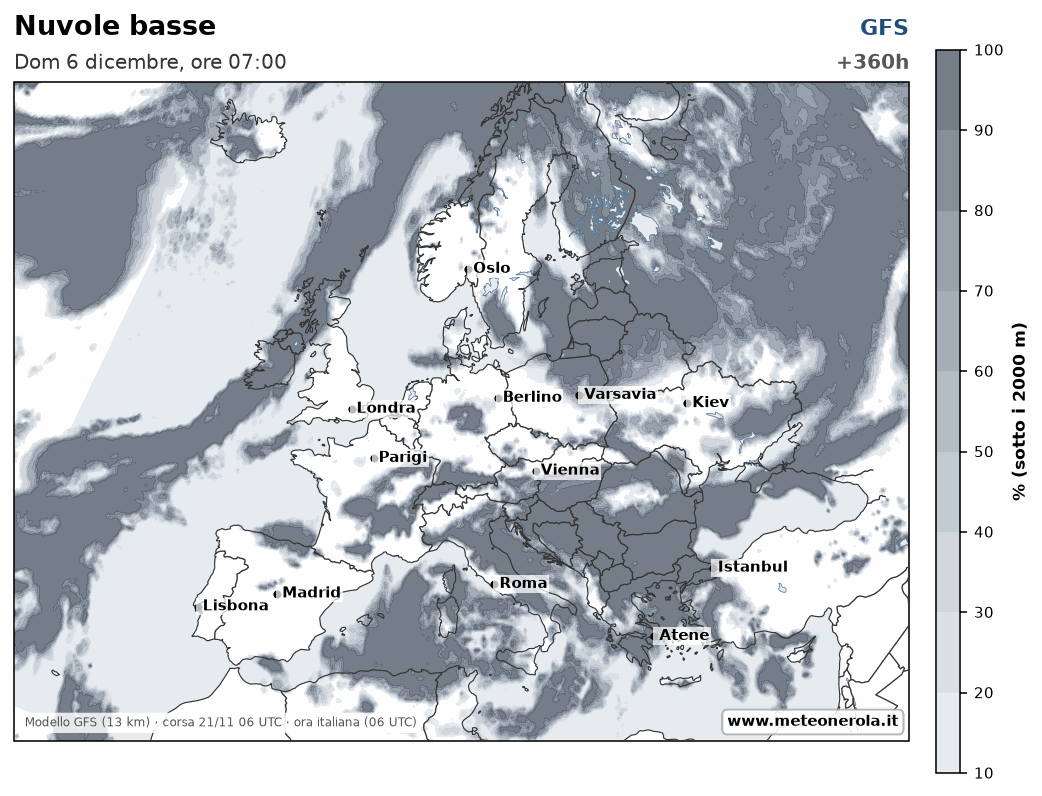 Nuvole basse
GFS
Dom 6 dicembre, ore 07:00
+360h
Oslo
Berlino
Varsavia
Kiev
Londra
Parigi
Vienna
Istanbul
Roma
Madrid
Lisbona
Atene
Modello GFS (13 km) · corsa 21/11 06 UTC · ora italiana (06 UTC)
www.meteonerola.it
100
90
80
70
60
50
40
30
20
10
% (sotto i 2000 m)